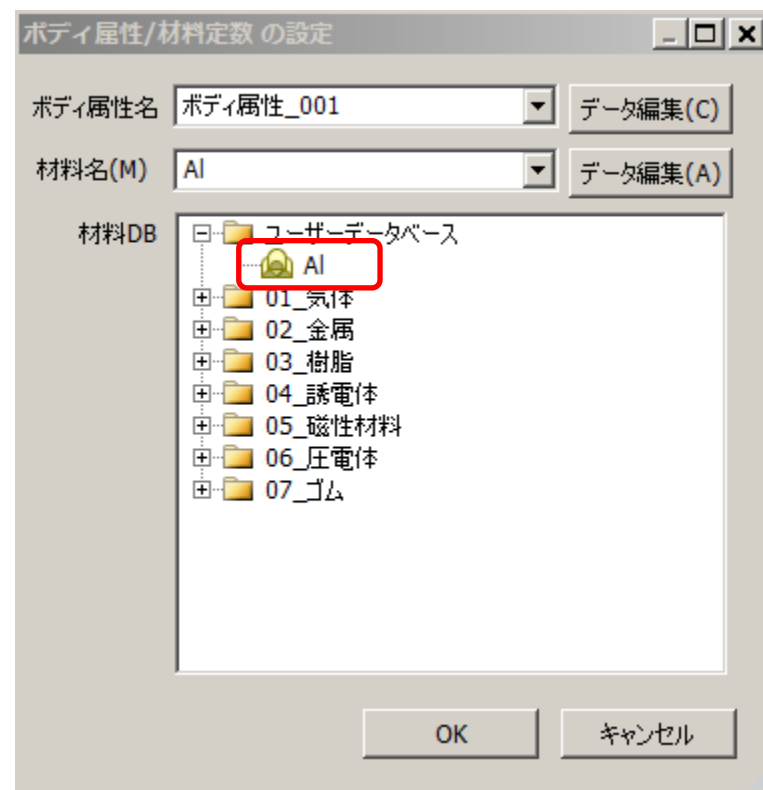 ボディ属性/材料定数 の設定
ボディ属性名 ボディ属性_001 データ編集(C)
材料名(M) Al データ編集(A)
材料DB
ユーザーデータベース
Al
01_気体
02_金属
03_樹脂
04_誘電体
05_磁性材料
06_圧電体
07_ゴム
OK キャンセル